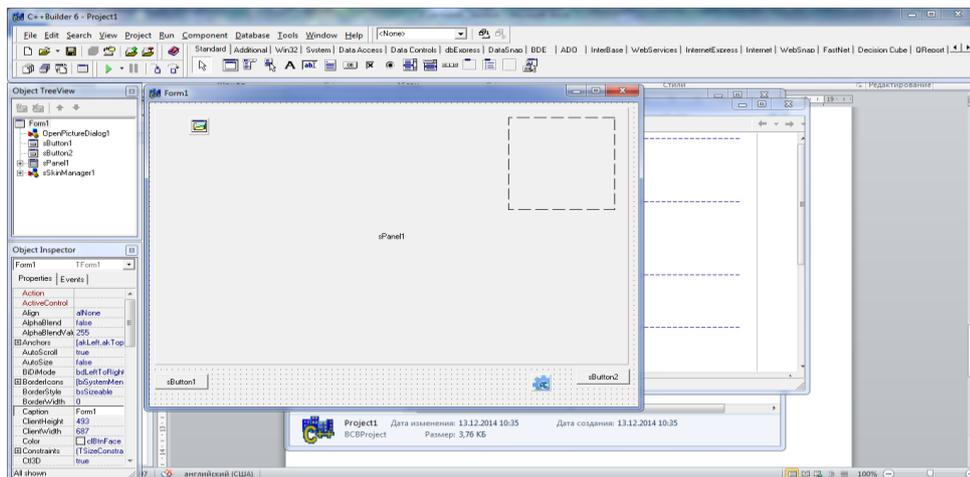 C++Builder 6 - Project1
File Edit Search View Project Run Component Database Tools Window Help <None>
Standard | Additional | Win32 | System | Data Access | Data Controls | dbExpress | DataSnap | BDE | ADO | InterBase | WebServices | InternetExpress | Internet | WebSnap | FastNet | Decision Cube | QReport
Object TreeView
Form1
OpenPictureDialog1
sButton1
sButton2
sPanel1
sSkinManager1
Form1
sPanel1
sButton1
sButton2
Стили
Редактирование
19
Object Inspector
Form1 TForm1
Properties Events
Action
ActiveControl
Align alNone
AlphaBlend false
AlphaBlendVal 255
Anchors [akLeft,akTop
AutoScroll true
AutoSize false
BiDiMode bdLeftToRight
BorderIcons [biSystemMen
BorderStyle bsSizeable
BorderWidth 0
Caption Form1
ClientHeight 493
ClientWidth 687
Color clBtnFace
Constraints (TSizeConstra
Ctl3D true
All shown
Project1 Дата изменения: 13.12.2014 10:35 Дата создания: 13.12.2014 10:35
BCBProject Размер: 3,76 КБ
английский (США)
100%